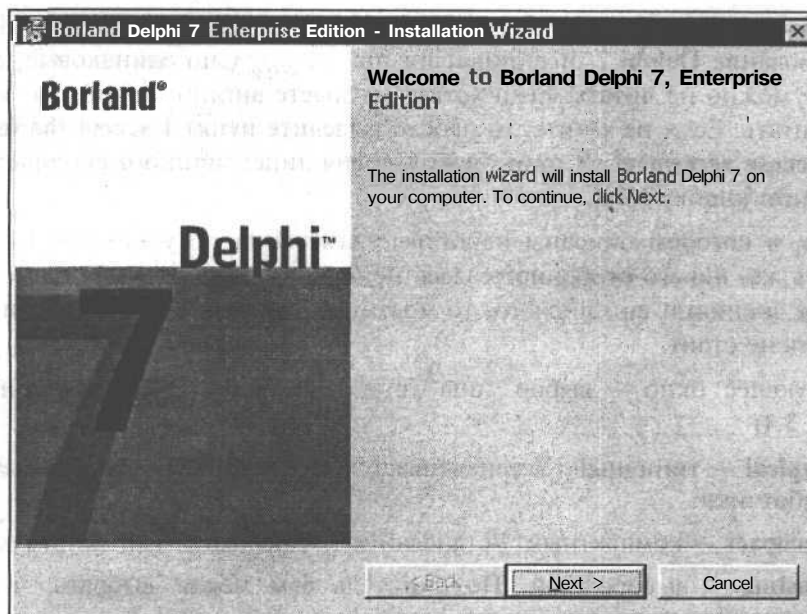 Borland Delphi 7 Enterprise Edition - Installation Wizard
Borland®
Delphi™
7
Welcome to Borland Delphi 7, Enterprise
Edition
The installation wizard will install Borland Delphi 7 on
your computer. To continue, click Next.
< Back
Next >
Cancel